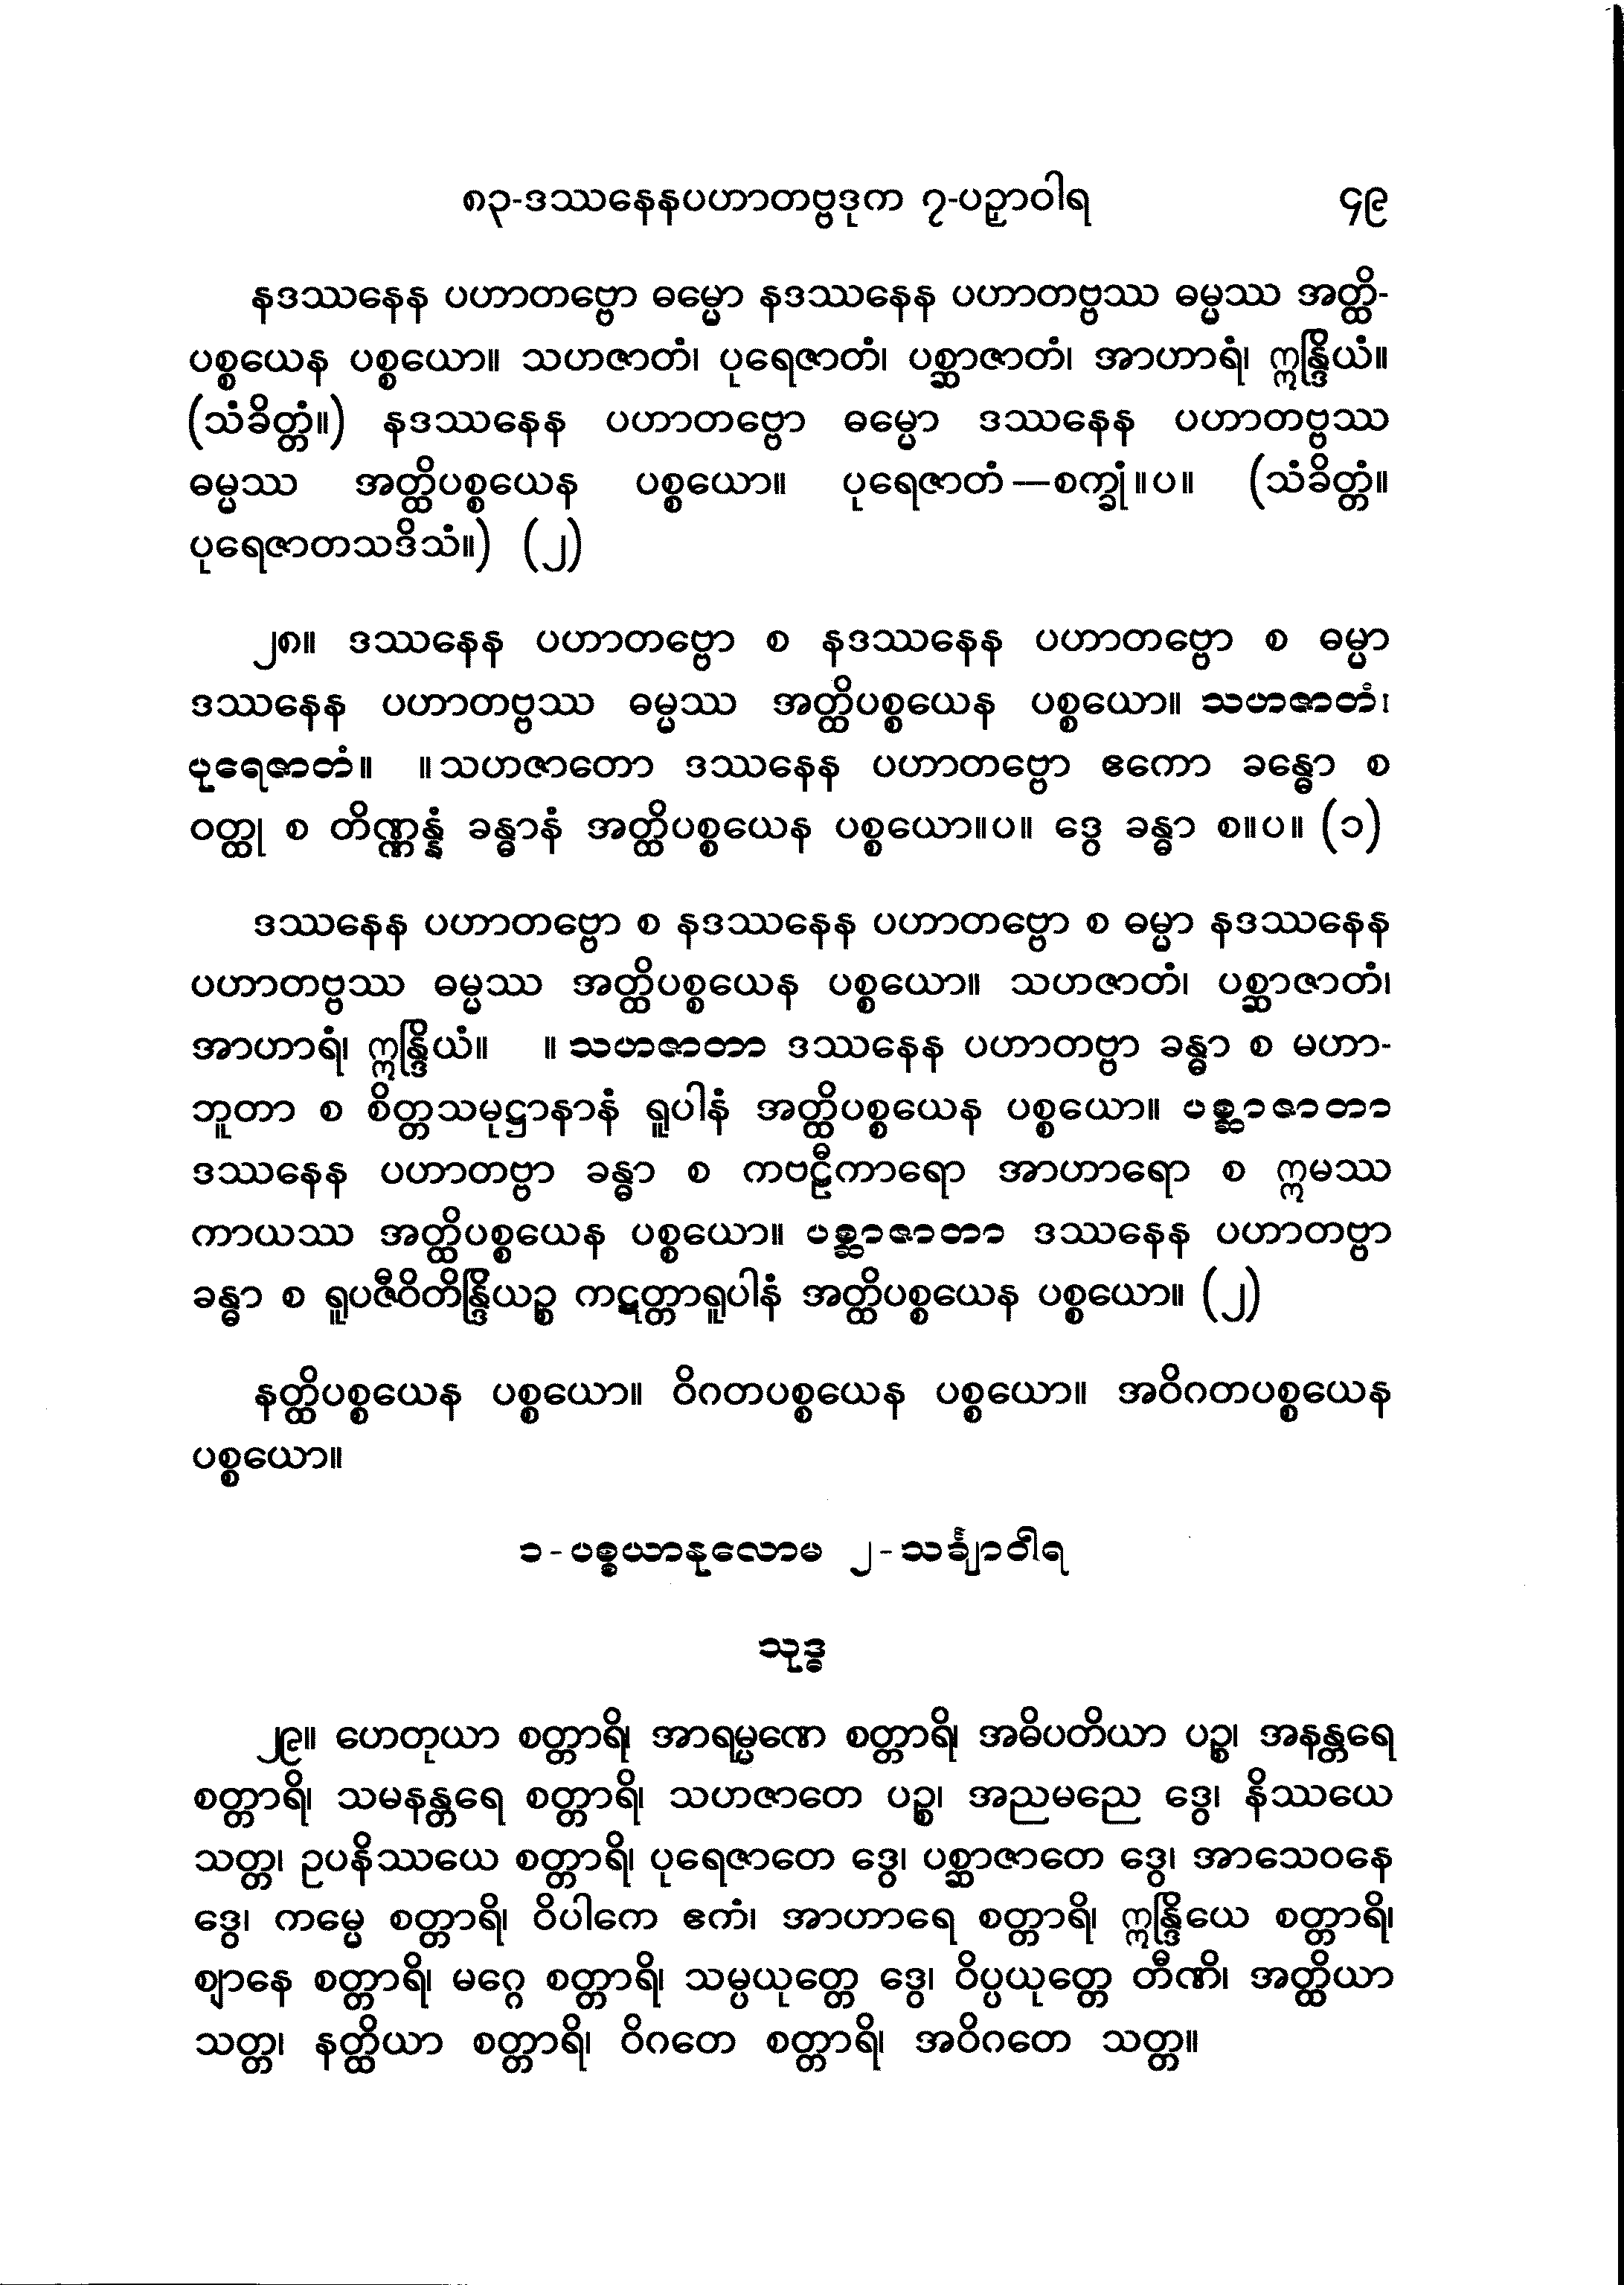 ၈၃-ဒဿနေနပဟာတဗ္ဗဒုက ၇-ပဉှာဝါရ ၄၉
နဒဿနေန ပဟာတဗ္ဗော ဓမ္မော နဒဿနေန ပဟာတဗ္ဗဿ ဓမ္မဿ အတ္ထိ-
ပစ္စယေန ပစ္စယော။ သဟဇာတံ၊ ပုရေဇာတံ၊ ပစ္ဆာဇာတံ၊ အာဟာရံ၊ ဣန္ဒြိယံ။
(သံခိတ္တံ။) နဒဿနေန ပဟာတဗ္ဗော ဓမ္မော ဒဿနေန ပဟာတဗ္ဗဿ
ဓမ္မဿ အတ္ထိပစ္စယေန ပစ္စယော။ ပုရေဇာတံ—စက္ခုံ။ပ။ (သံခိတ္တံ။
ပုရေဇာတသဒိသံ။) (၂)
၂၈။ ဒဿနေန ပဟာတဗ္ဗော စ နဒဿနေန ပဟာတဗ္ဗော စ ဓမ္မာ
ဒဿနေန ပဟာတဗ္ဗဿ ဓမ္မဿ အတ္ထိပစ္စယေန ပစ္စယော။ သဟဇာတံ၊
ပုရေဇာတံ။ ။သဟဇာတော ဒဿနေန ပဟာတဗ္ဗော ဧကော ခန္ဓော စ
ဝတ္ထု စ တိဏ္ဏန္နံ ခန္ဓာနံ အတ္ထိပစ္စယေန ပစ္စယော။ပ။ ဒွေ ခန္ဓာ စ။ပ။ (၁)
ဒဿနေန ပဟာတဗ္ဗော စ နဒဿနေန ပဟာတဗ္ဗော စ ဓမ္မာ နဒဿနေန
ပဟာတဗ္ဗဿ ဓမ္မဿ အတ္ထိပစ္စယေန ပစ္စယော။ သဟဇာတံ၊ ပစ္ဆာဇာတံ၊
အာဟာရံ၊ ဣန္ဒြိယံ။ ။ သဟဇာတာ ဒဿနေန ပဟာတဗ္ဗာ ခန္ဓာ စ မဟာ-
ဘူတာ စ စိတ္တသမုဋ္ဌာနာနံ ရူပါနံ အတ္ထိပစ္စယေန ပစ္စယော။ ပစ္ဆာဇာတာ
ဒဿနေန ပဟာတဗ္ဗာ ခန္ဓာ စ ကဗဠီကာရော အာဟာရော စ ဣမဿ
ကာယဿ အတ္ထိပစ္စယေန ပစ္စယော။ ပစ္ဆာဇာတာ ဒဿနေန ပဟာတဗ္ဗာ
ခန္ဓာ စ ရူပဇီဝိတိန္ဒြိယဉ္စ ကဋတ္တာရူပါနံ အတ္ထိပစ္စယေန ပစ္စယော။ (၂)
နတ္ထိပစ္စယေန ပစ္စယော။ ဝိဂတပစ္စယေန ပစ္စယော။ အဝိဂတပစ္စယေန
ပစ္စယော။
၁-ပစ္စယာနုလောမ ၂-သင်္ချာဝါရ
သုဒ္ဓ
၂၉။ ဟေတုယာ စတ္တာရိ၊ အာရမ္မဏေ စတ္တာရိ၊ အဓိပတိယာ ပဉ္စ၊ အနန္တရေ
စတ္တာရိ၊ သမနန္တရေ စတ္တာရိ၊ သဟဇာတေ ပဉ္စ၊ အညမညေ ဒွေ၊ နိဿယေ
သတ္တ၊ ဥပနိဿယေ စတ္တာရိ၊ ပုရေဇာတေ ဒွေ၊ ပစ္ဆာဇာတေ ဒွေ၊ အာသေဝနေ
ဒွေ၊ ကမ္မေ စတ္တာရိ၊ ဝိပါကေ ဧကံ၊ အာဟာရေ စတ္တာရိ၊ ဣန္ဒြိယေ စတ္တာရိ၊
ဈာနေ စတ္တာရိ၊ မဂ္ဂေ စတ္တာရိ၊ သမ္ပယုတ္တေ ဒွေ၊ ဝိပ္ပယုတ္တေ တီဏိ၊ အတ္ထိယာ
သတ္တ၊ နတ္ထိယာ စတ္တာရိ၊ ဝိဂတေ စတ္တာရိ၊ အဝိဂတေ သတ္တ။